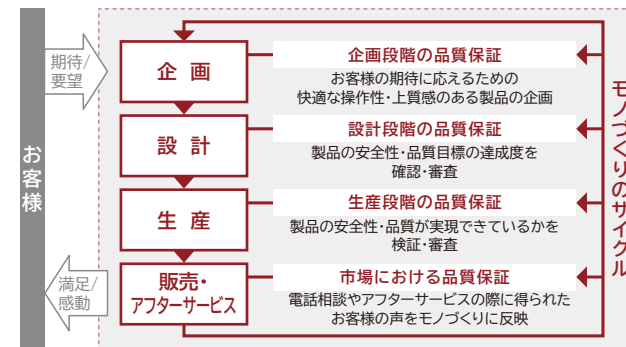 お客様
期待/
要望
満足/
感動
企画
企画段階の品質保証
お客様の期待に応えるための
快適な操作性・上質感のある製品の企画
設計
設計段階の品質保証
製品の安全性・品質目標の達成度を
確認・審査
生産
生産段階の品質保証
製品の安全性・品質が実現できているかを
検証・審査
販売・
アフターサービス
市場における品質保証
電話相談やアフターサービスの際に得られた
お客様の声をモノづくりに反映
モノづくりのサイクル